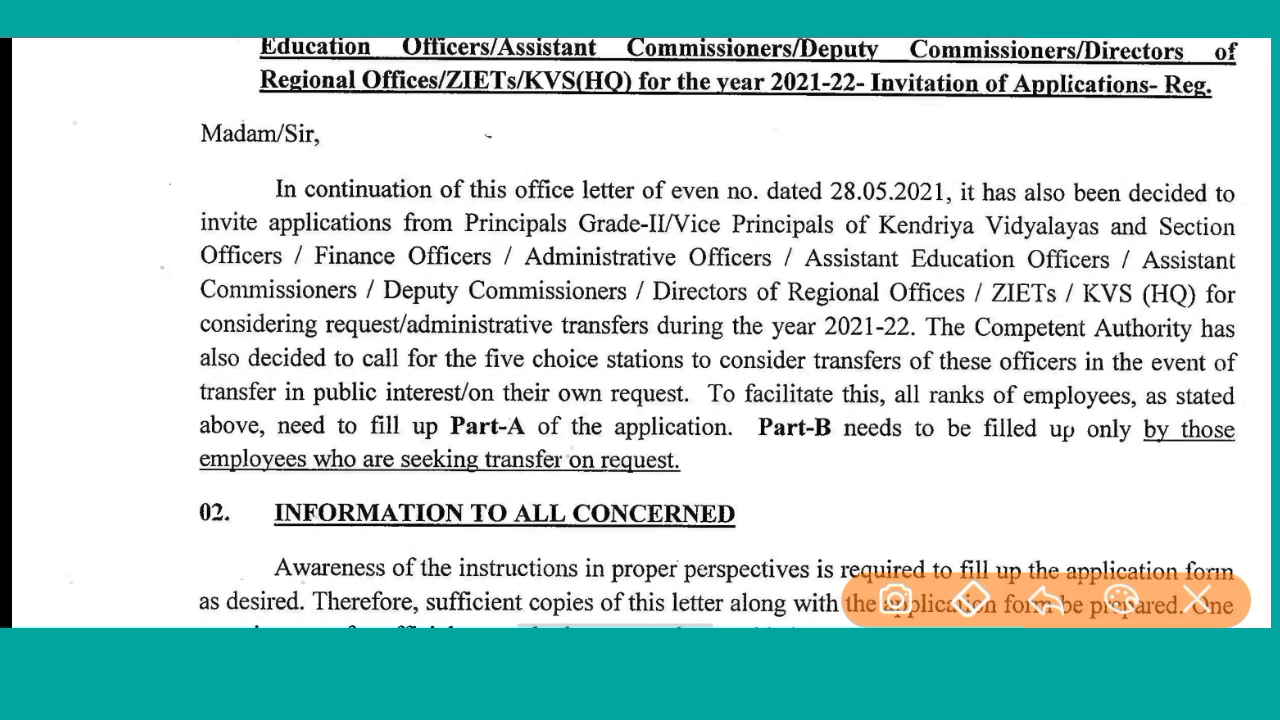 Education Officers/Assistant Commissioners/Deputy Commissioners/Directors of
Regional Offices/ZIETs/KVS(HQ) for the year 2021-22- Invitation of Applications- Reg.
Madam/Sir,
In continuation of this office letter of even no. dated 28.05.2021, it has also been decided to
invite applications from Principals Grade-II/Vice Principals of Kendriya Vidyalayas and Section
Officers / Finance Officers / Administrative Officers / Assistant Education Officers / Assistant
Commissioners / Deputy Commissioners / Directors of Regional Offices / ZIETs / KVS (HQ) for
considering request/administrative transfers during the year 2021-22. The Competent Authority has
also decided to call for the five choice stations to consider transfers of these officers in the event of
transfer in public interest/on their own request. To facilitate this, all ranks of employees, as stated
above, need to fill up Part-A of the application. Part-B needs to be filled up only by those
employees who are seeking transfer on request.
02. INFORMATION TO ALL CONCERNED
Awareness of the instructions in proper perspectives is required to fill up the application form
as desired. Therefore, sufficient copies of this letter along with the application form be prepared. One